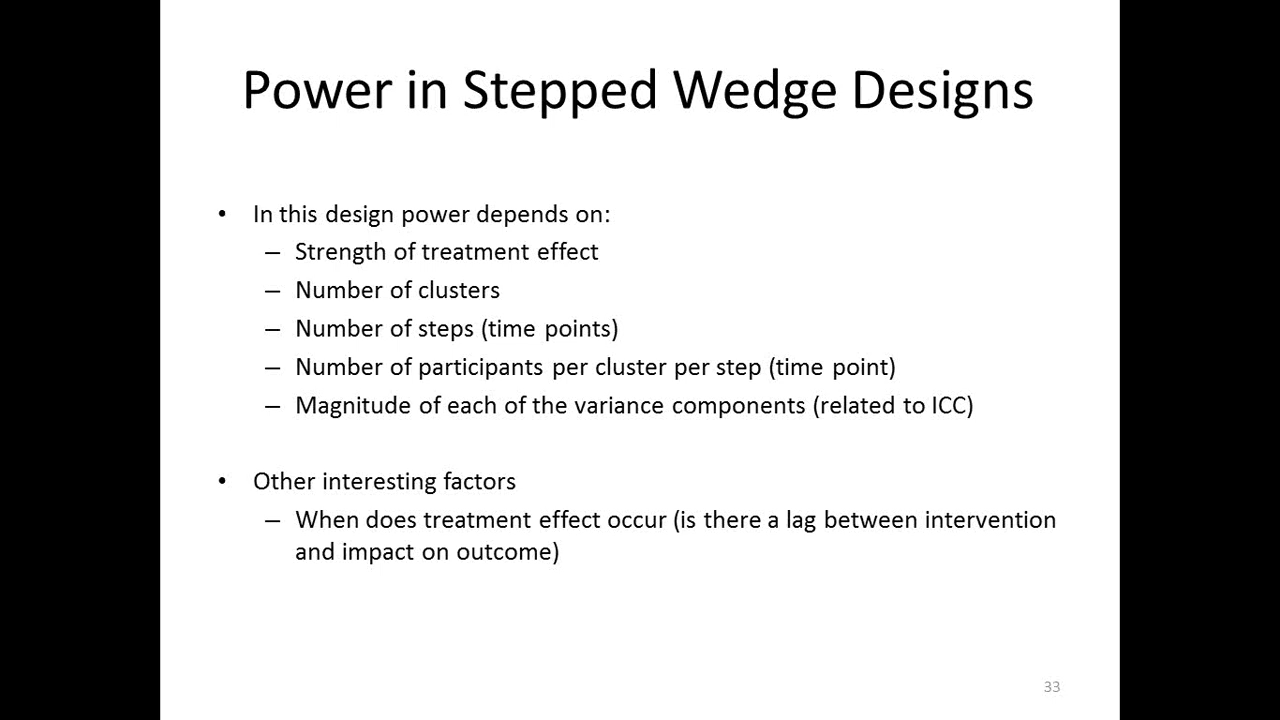 Power in Stepped Wedge Designs
• In this design power depends on:
– Strength of treatment effect
– Number of clusters
– Number of steps (time points)
– Number of participants per cluster per step (time point)
– Magnitude of each of the variance components (related to ICC)
• Other interesting factors
– When does treatment effect occur (is there a lag between intervention
and impact on outcome)
33